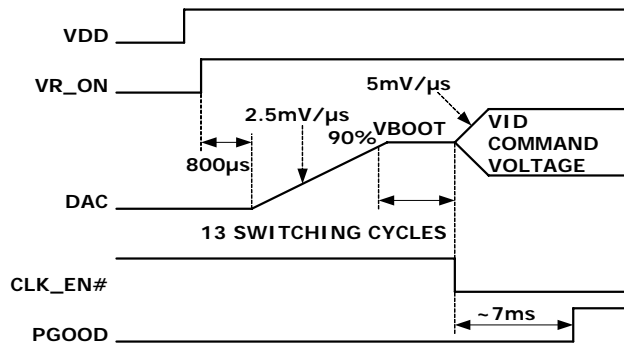 VDD
VR_ON
5mV/µs
2.5mV/µs
90% VBOOT
VID
COMMAND
VOLTAGE
800µs
DAC
13 SWITCHING CYCLES
CLK_EN#
~7ms
PGOOD